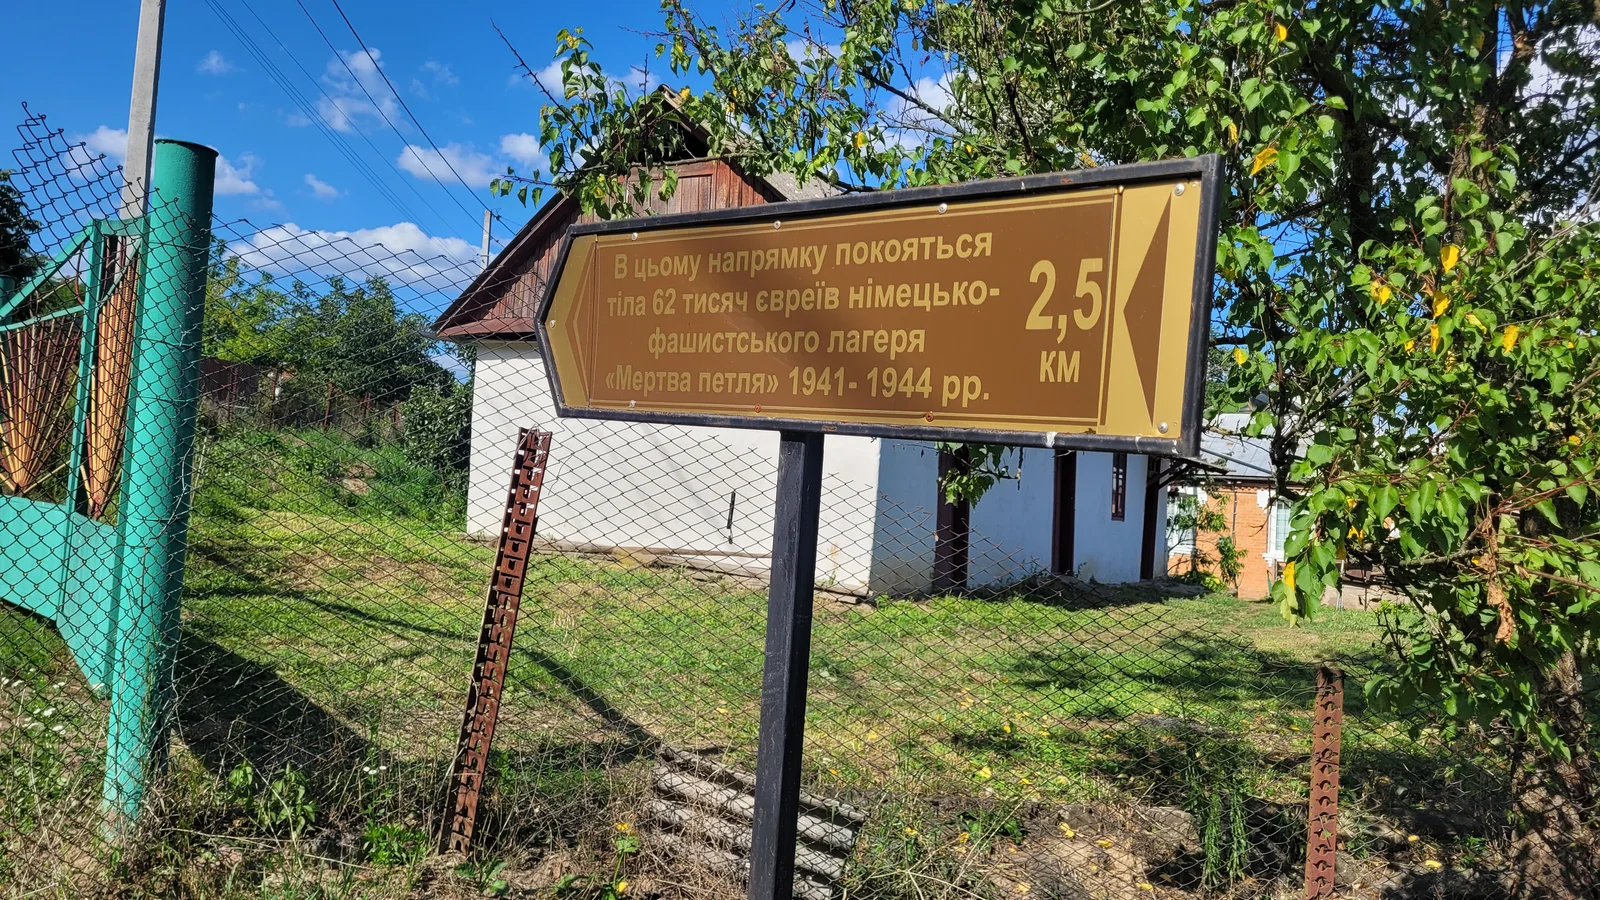 В цьому напрямку покояться
тіла 62 тисяч євреїв німецько-
фашистського лагеря
«Мертва петля» 1941- 1944 рр.
2,5
км